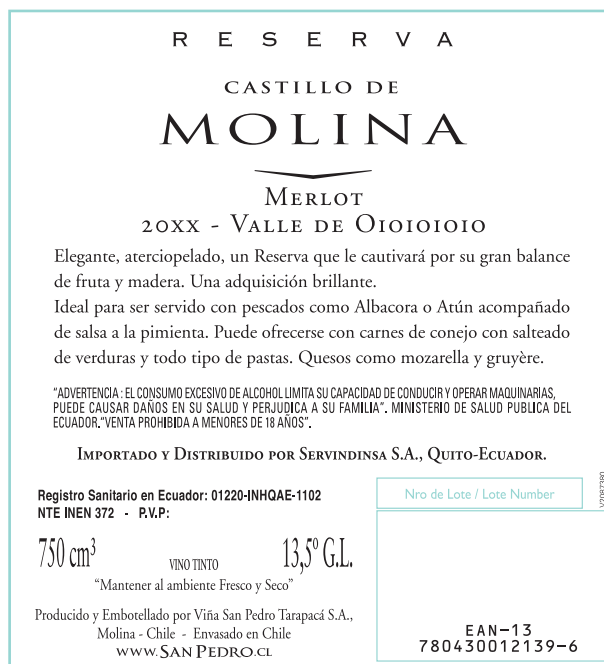 RESERVA
CASTILLO DE
MOLINA
MERLOT
20XX - VALLE DE OIOIOIOIO
Elegante, aterciopelado, un Reserva que le cautivará por su gran balance
de fruta y madera. Una adquisición brillante.
Ideal para ser servido con pescados como Albacora o Atún acompañado
de salsa a la pimienta. Puede ofrecerse con carnes de conejo con salteado
de verduras y todo tipo de pastas. Quesos como mozarella y gruyère.
"ADVERTENCIA : EL CONSUMO EXCESIVO DE ALCOHOL LIMITA SU CAPACIDAD DE CONDUCIR Y OPERAR MAQUINARIAS,
PUEDE CAUSAR DAÑOS EN SU SALUD Y PERJUDICA A SU FAMILIA". MINISTERIO DE SALUD PUBLICA DEL
ECUADOR."VENTA PROHIBIDA A MENORES DE 18 AÑOS".
IMPORTADO Y DISTRIBUIDO POR SERVINDINSA S.A., QUITO-ECUADOR.
Registro Sanitario en Ecuador: 01220-INHQAE-1102
NTE INEN 372 - P.V.P:
750 cm³ VINO TINTO 13,5º G.L.
“Mantener al ambiente Fresco y Seco”
Producido y Embotellado por Viña San Pedro Tarapacá S.A.,
Molina - Chile - Envasado en Chile
WWW.SANPEDRO.CL
Nro de Lote / Lote Number
V2087380
EAN-13
780430012139-6